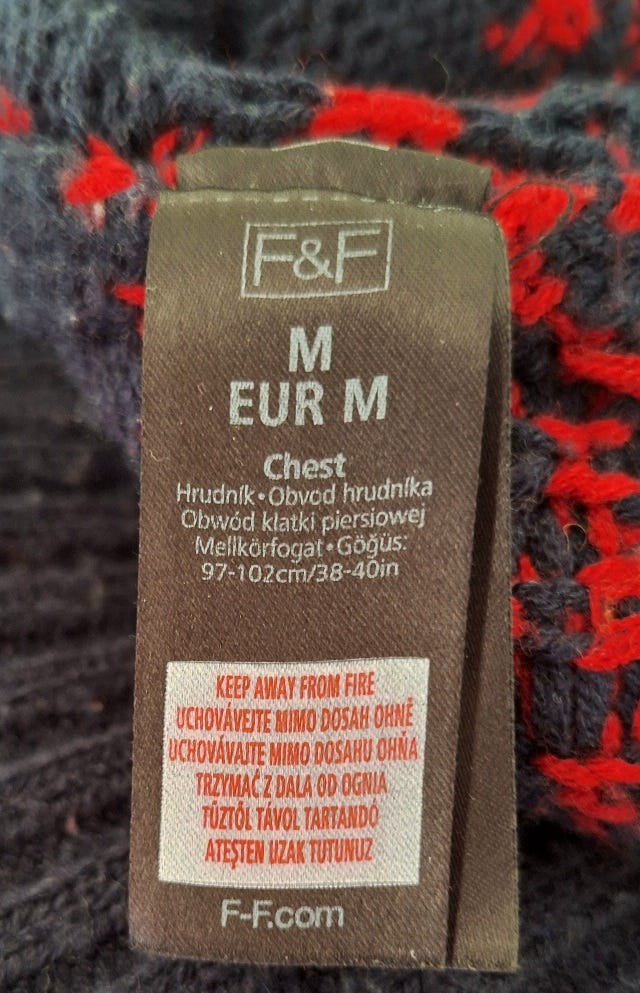 F&F
M
EUR M
Chest
Hrudník•Obvod hrudníka
Obwód klatki piersiowej
Mellkörfogat•Göğüs:
97-102cm/38-40in
KEEP AWAY FROM FIRE
UCHOVÁVEJTE MIMO DOSAH OHNĚ
UCHOVÁVAJTE MIMO DOSAHU OHŇA
TRZYMAĆ Z DALA OD OGNIA
TŰZTŐL TÁVOL TARTANDÓ
ATEŞTEN UZAK TUTUNUZ
F-F.com